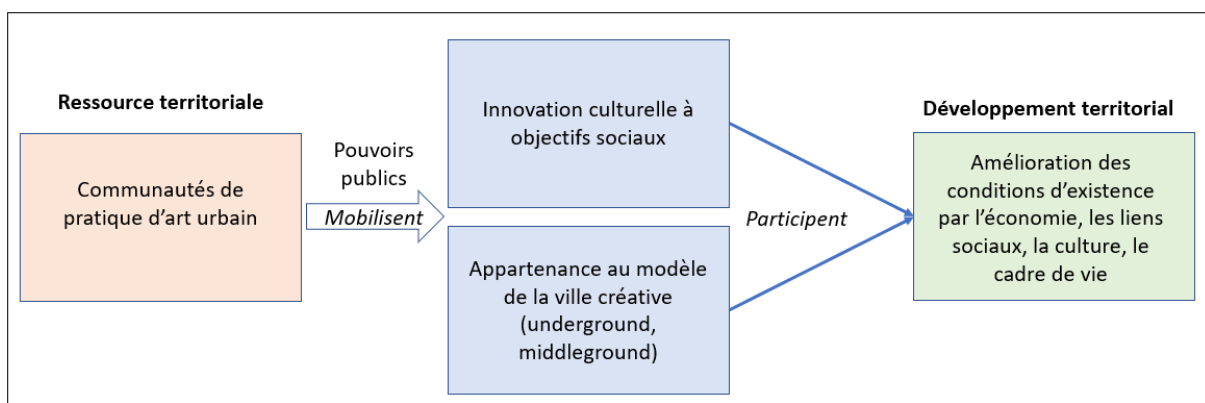 Ressource territoriale
Communautés de
pratique d’art urbain
Pouvoirs
publics
Mobilisent
Innovation culturelle à
objectifs sociaux
Appartenance au modèle
de la ville créative
(underground,
middleground)
Participent
Développement territorial
Amélioration des
conditions d’existence
par l’économie, les liens
sociaux, la culture, le
cadre de vie